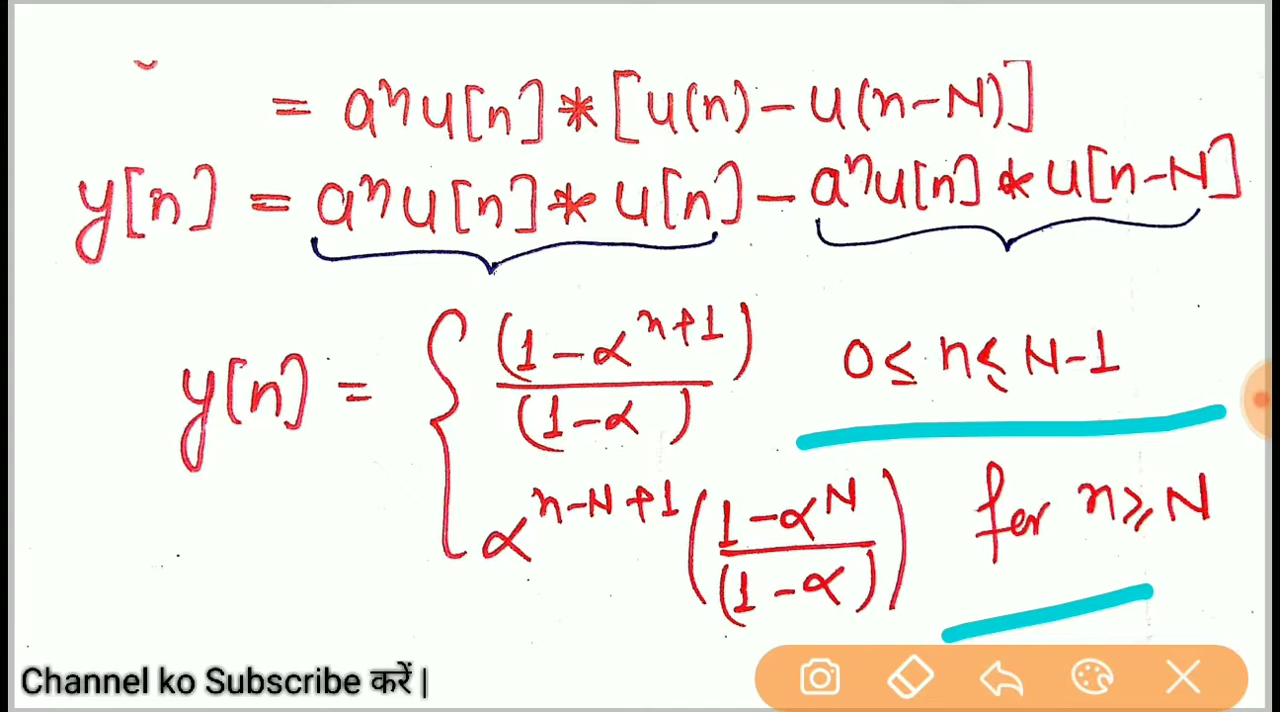 = aⁿu[n] * [u(n) - u(n-N)]
y[n] = aⁿu[n] * u[n] - aⁿu[n] * u[n-N]
y[n] = { (1-α^{n+1}) / (1-α) 0 ≤ n ≤ N-1
α^{n-N+1} ( 1-α^N / (1-α) ) for n ≥ N
Channel ko Subscribe करें |